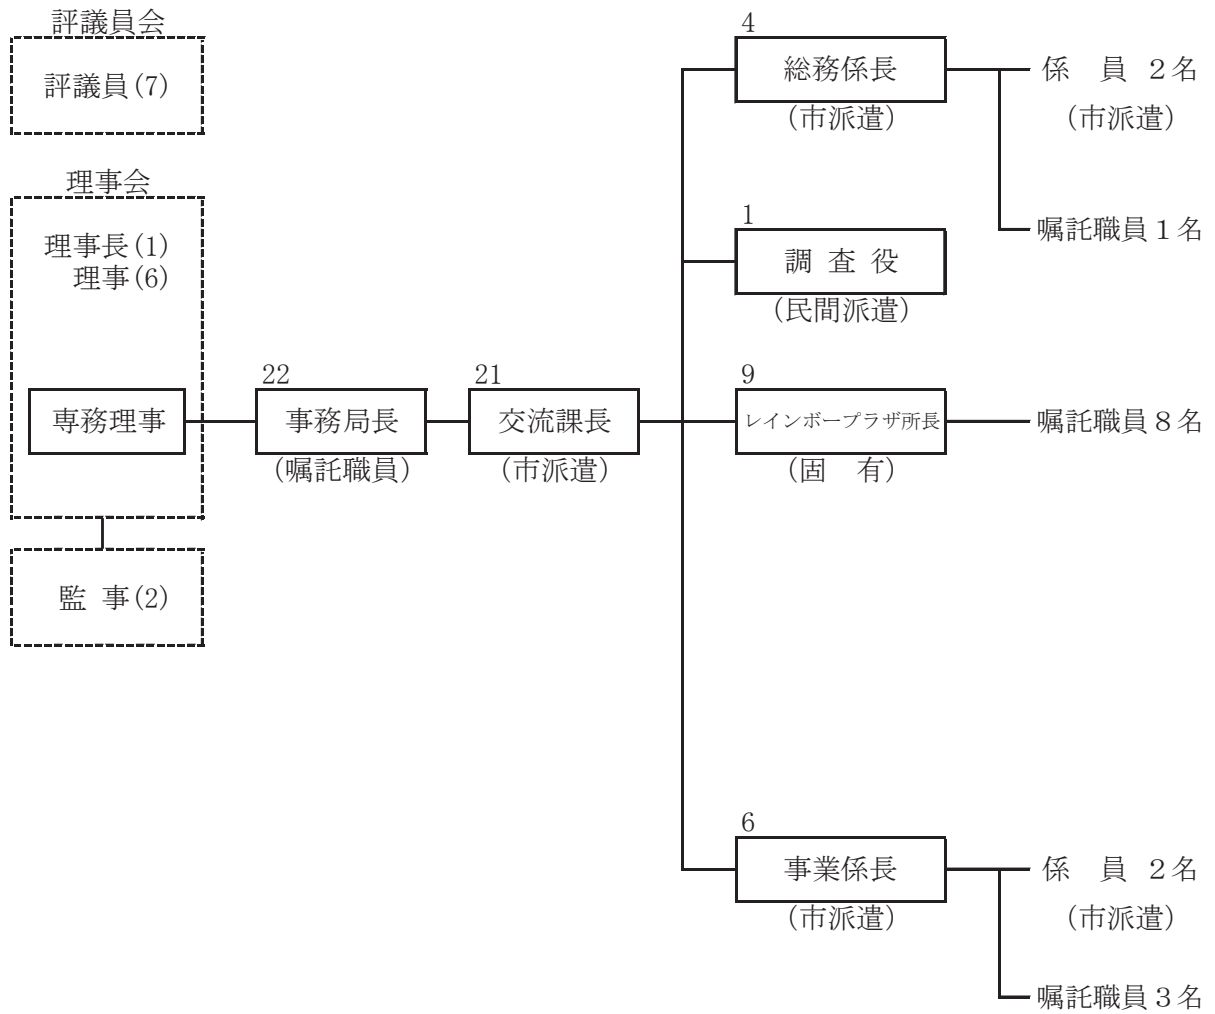 評議員会
評議員(7)
理事会
理事長(1)
理事(6)
専務理事
監 事(2)
22
事務局長
(嘱託職員)
21
交流課長
(市派遣)
4
総務係長
(市派遣)
係 員 2名
(市派遣)
嘱託職員1名
1
調 査 役
(民間派遣)
9
レインボープラザ所長
(固 有)
嘱託職員8名
6
事業係長
(市派遣)
係 員 2名
(市派遣)
嘱託職員3名